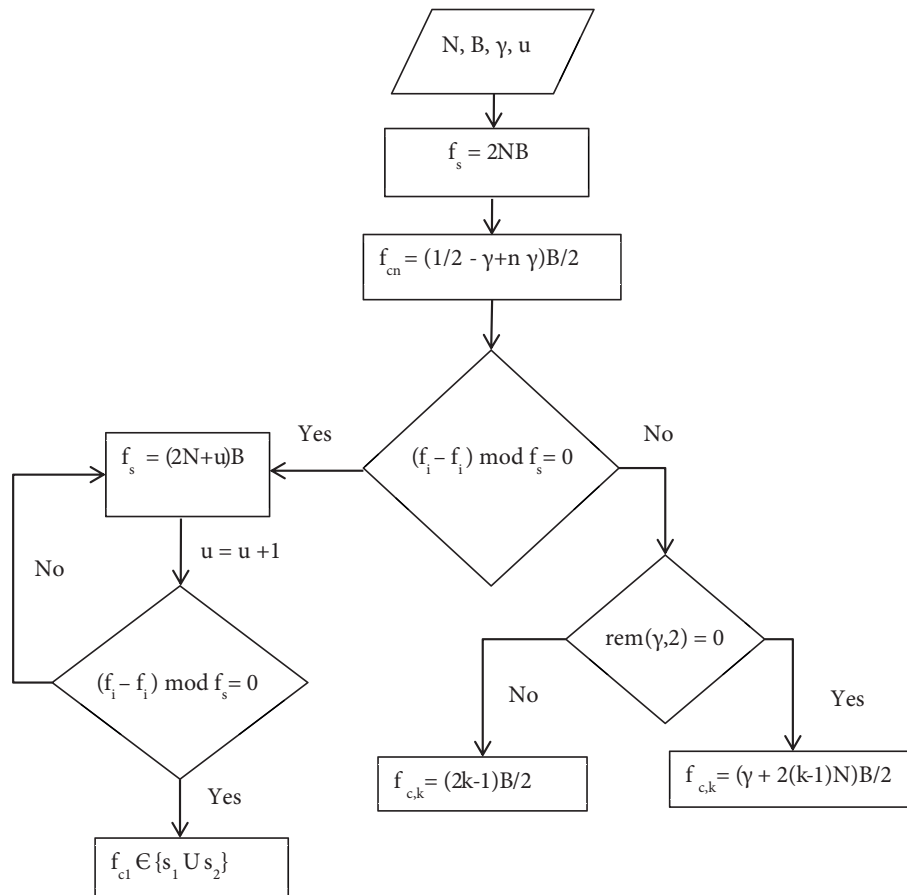 N, B, γ, u
f_s = 2NB
f_cn = (1/2 - γ+n γ)B/2
(f_i – f_i) mod f_s = 0
Yes
No
f_s = (2N+u)B
u = u +1
No
(f_i – f_i) mod f_s = 0
Yes
rem(γ,2) = 0
No
Yes
f_c,k = (2k-1)B/2
f_c,k = (γ + 2(k-1)N)B/2
f_c1 ∈ {s_1 U s_2}